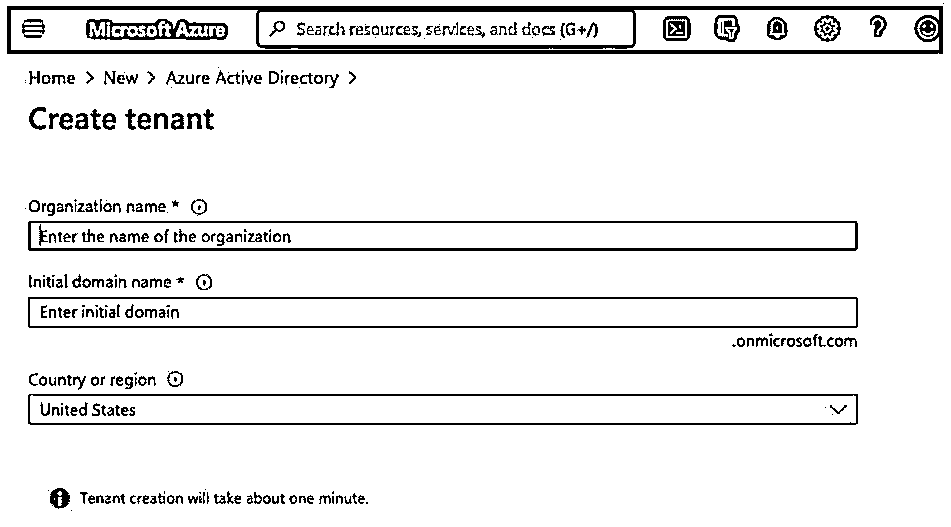 Microsoft Azure
Search resources, services, and docs (G+/)
Home > New > Azure Active Directory >
Create tenant
Organization name *
Enter the name of the organization
Initial domain name *
Enter initial domain
.onmicrosoft.com
Country or region
United States
Tenant creation will take about one minute.